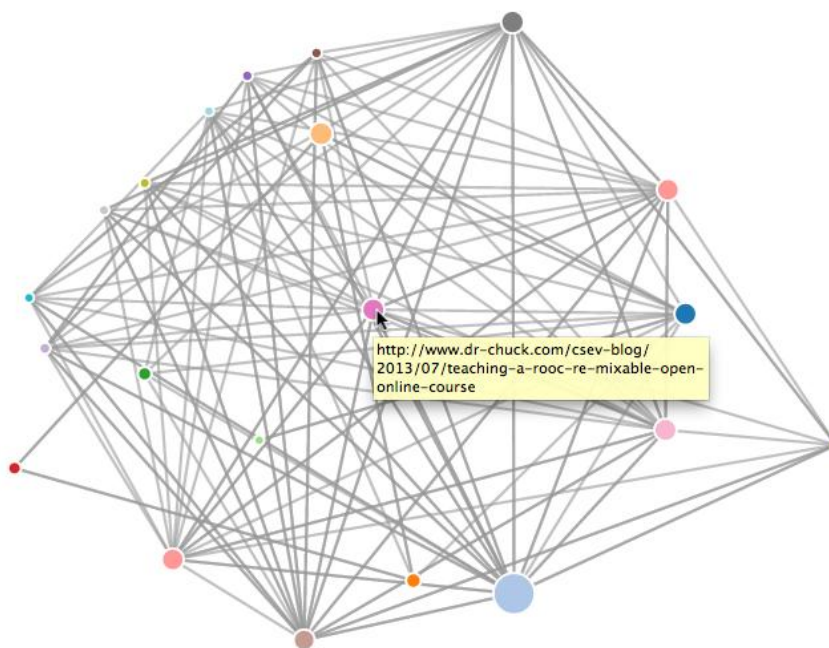 http://www.dr-chuck.com/csev-blog/
2013/07/teaching-a-rooc-re-mixable-open-
online-course